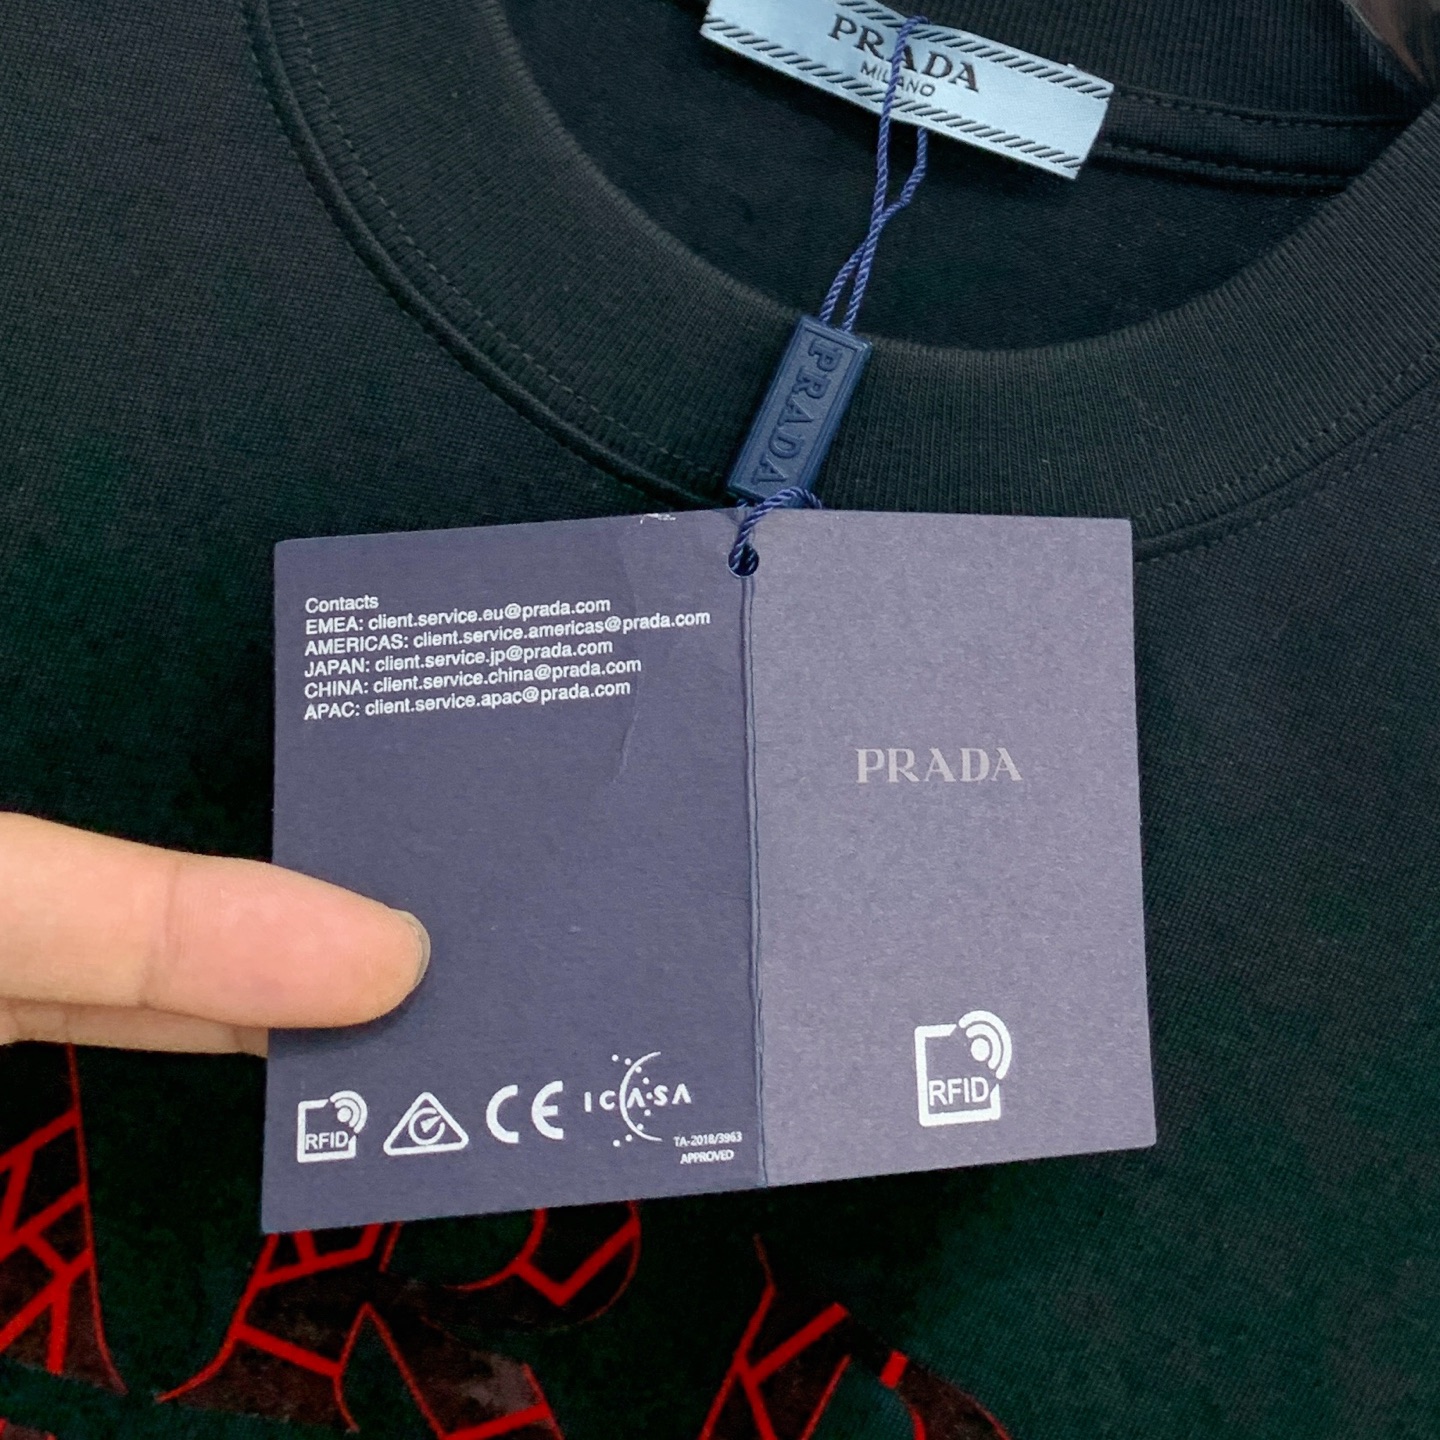 PRADA
MILANO
PRADA
Contacts
EMEA: client.service.eu@prada.com
AMERICAS: client.service.americas@prada.com
JAPAN: client.service.jp@prada.com
CHINA: client.service.china@prada.com
APAC: client.service.apac@prada.com
PRADA
RFID
RFID
CE
ICASA
TA-2018/3963
APPROVED